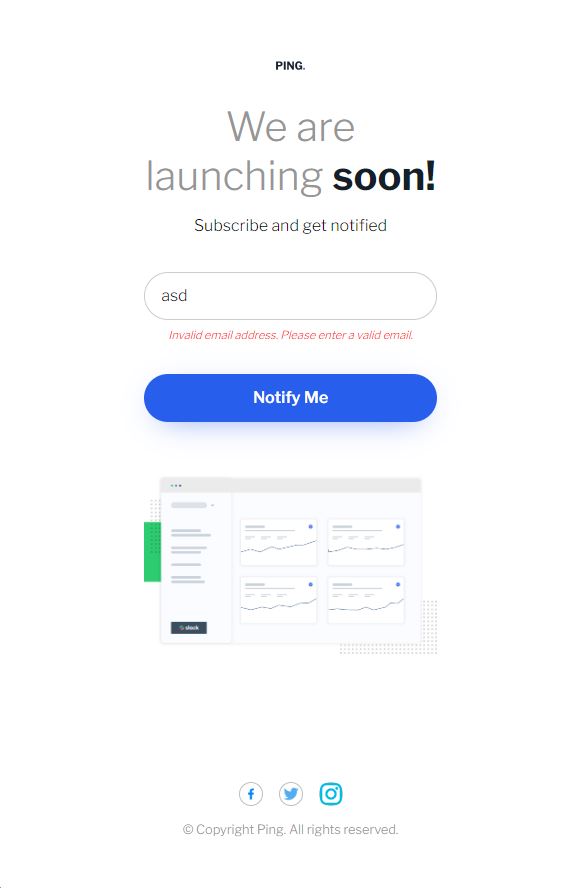 PING.
We are
launching soon!
Subscribe and get notified
asd
Invalid email address. Please enter a valid email.
Notify Me
slack
© Copyright Ping. All rights reserved.